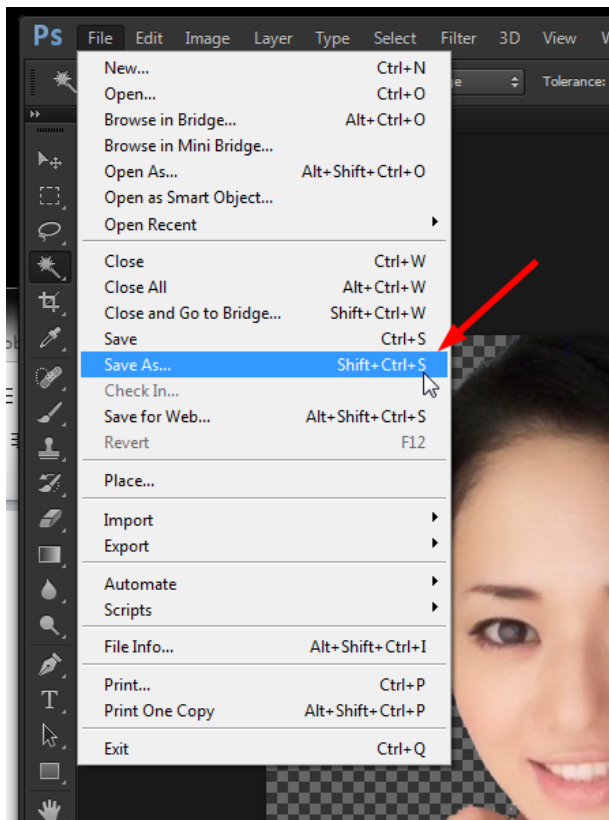 Ps File Edit Image Layer Type Select Filter 3D View
Tolerance:
New... Ctrl+N
Open... Ctrl+O
Browse in Bridge... Alt+Ctrl+O
Browse in Mini Bridge...
Open As... Alt+Shift+Ctrl+O
Open as Smart Object...
Open Recent
Close Ctrl+W
Close All Alt+Ctrl+W
Close and Go to Bridge... Shift+Ctrl+W
Save Ctrl+S
Save As... Shift+Ctrl+S
Check In...
Save for Web... Alt+Shift+Ctrl+S
Revert F12
Place...
Import
Export
Automate
Scripts
File Info... Alt+Shift+Ctrl+I
Print... Ctrl+P
Print One Copy Alt+Shift+Ctrl+P
Exit Ctrl+Q